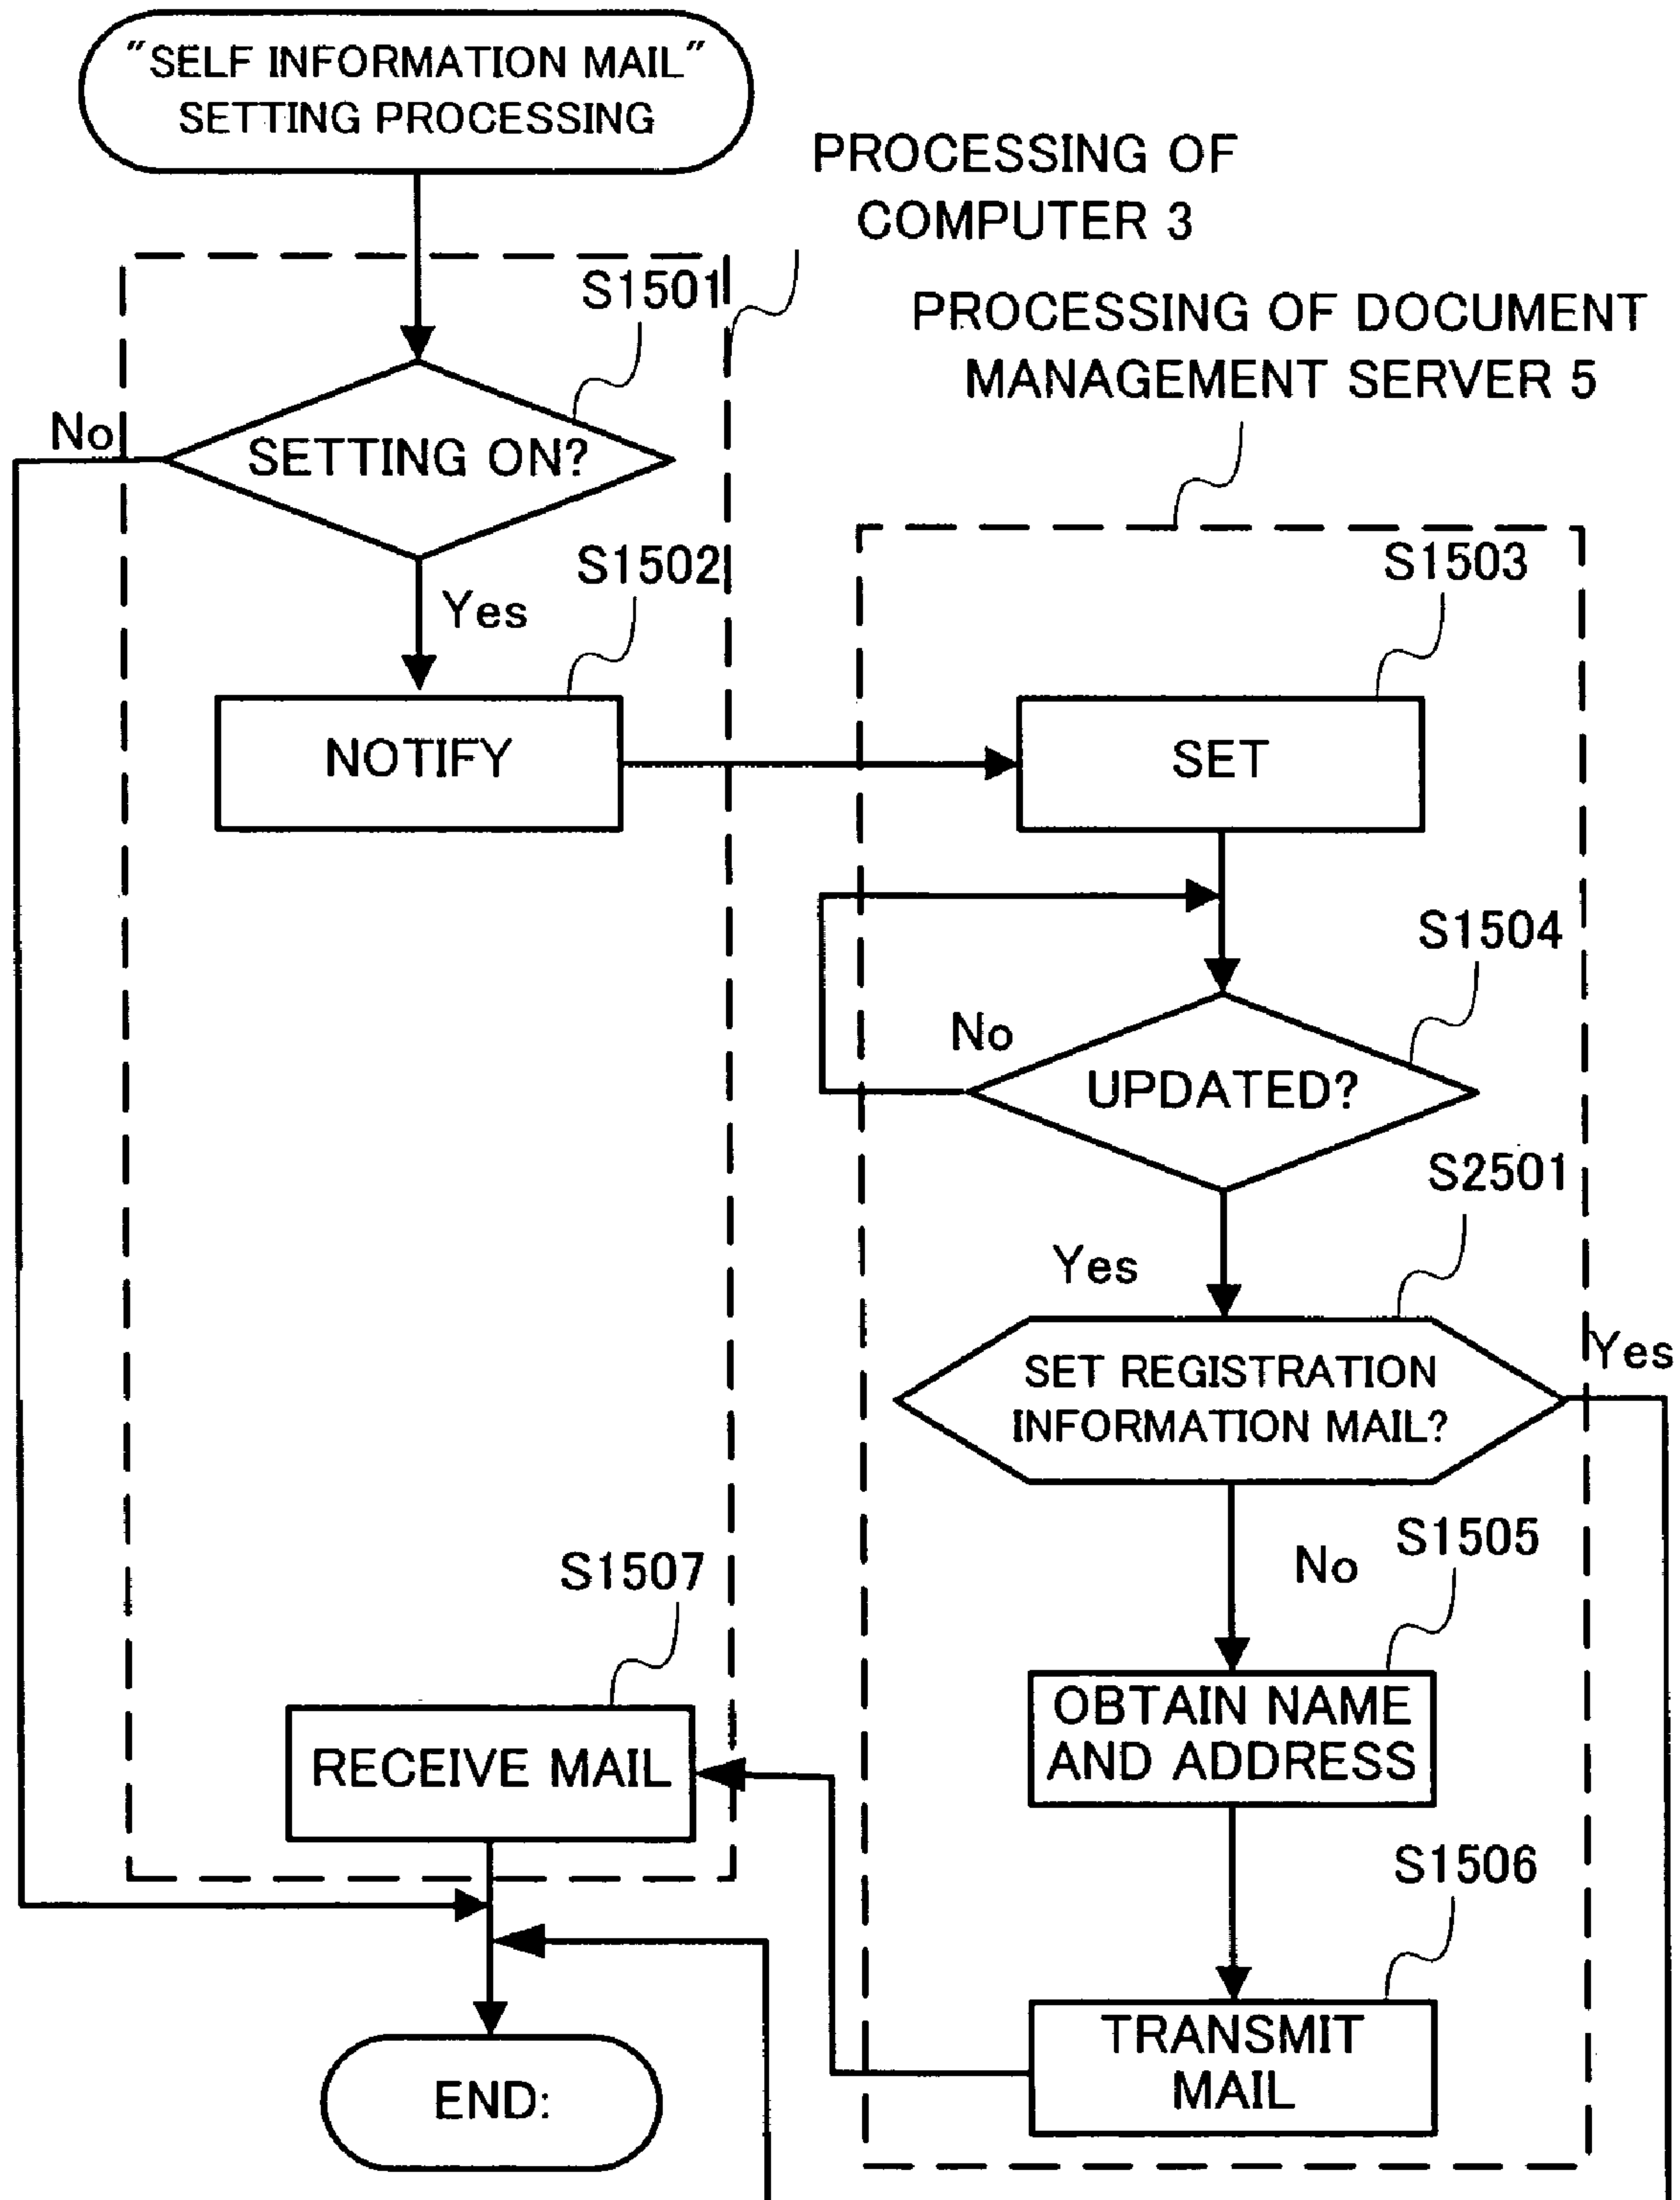 "SELF INFORMATION MAIL"
SETTING PROCESSING
PROCESSING OF
COMPUTER 3
S1501
PROCESSING OF DOCUMENT
MANAGEMENT SERVER 5
No
SETTING ON?
S1502
Yes
S1503
NOTIFY
SET
S1504
No
UPDATED?
S2501
Yes
Yes
SET REGISTRATION
INFORMATION MAIL?
S1505
No
S1507
OBTAIN NAME
AND ADDRESS
RECEIVE MAIL
S1506
TRANSMIT
MAIL
END: